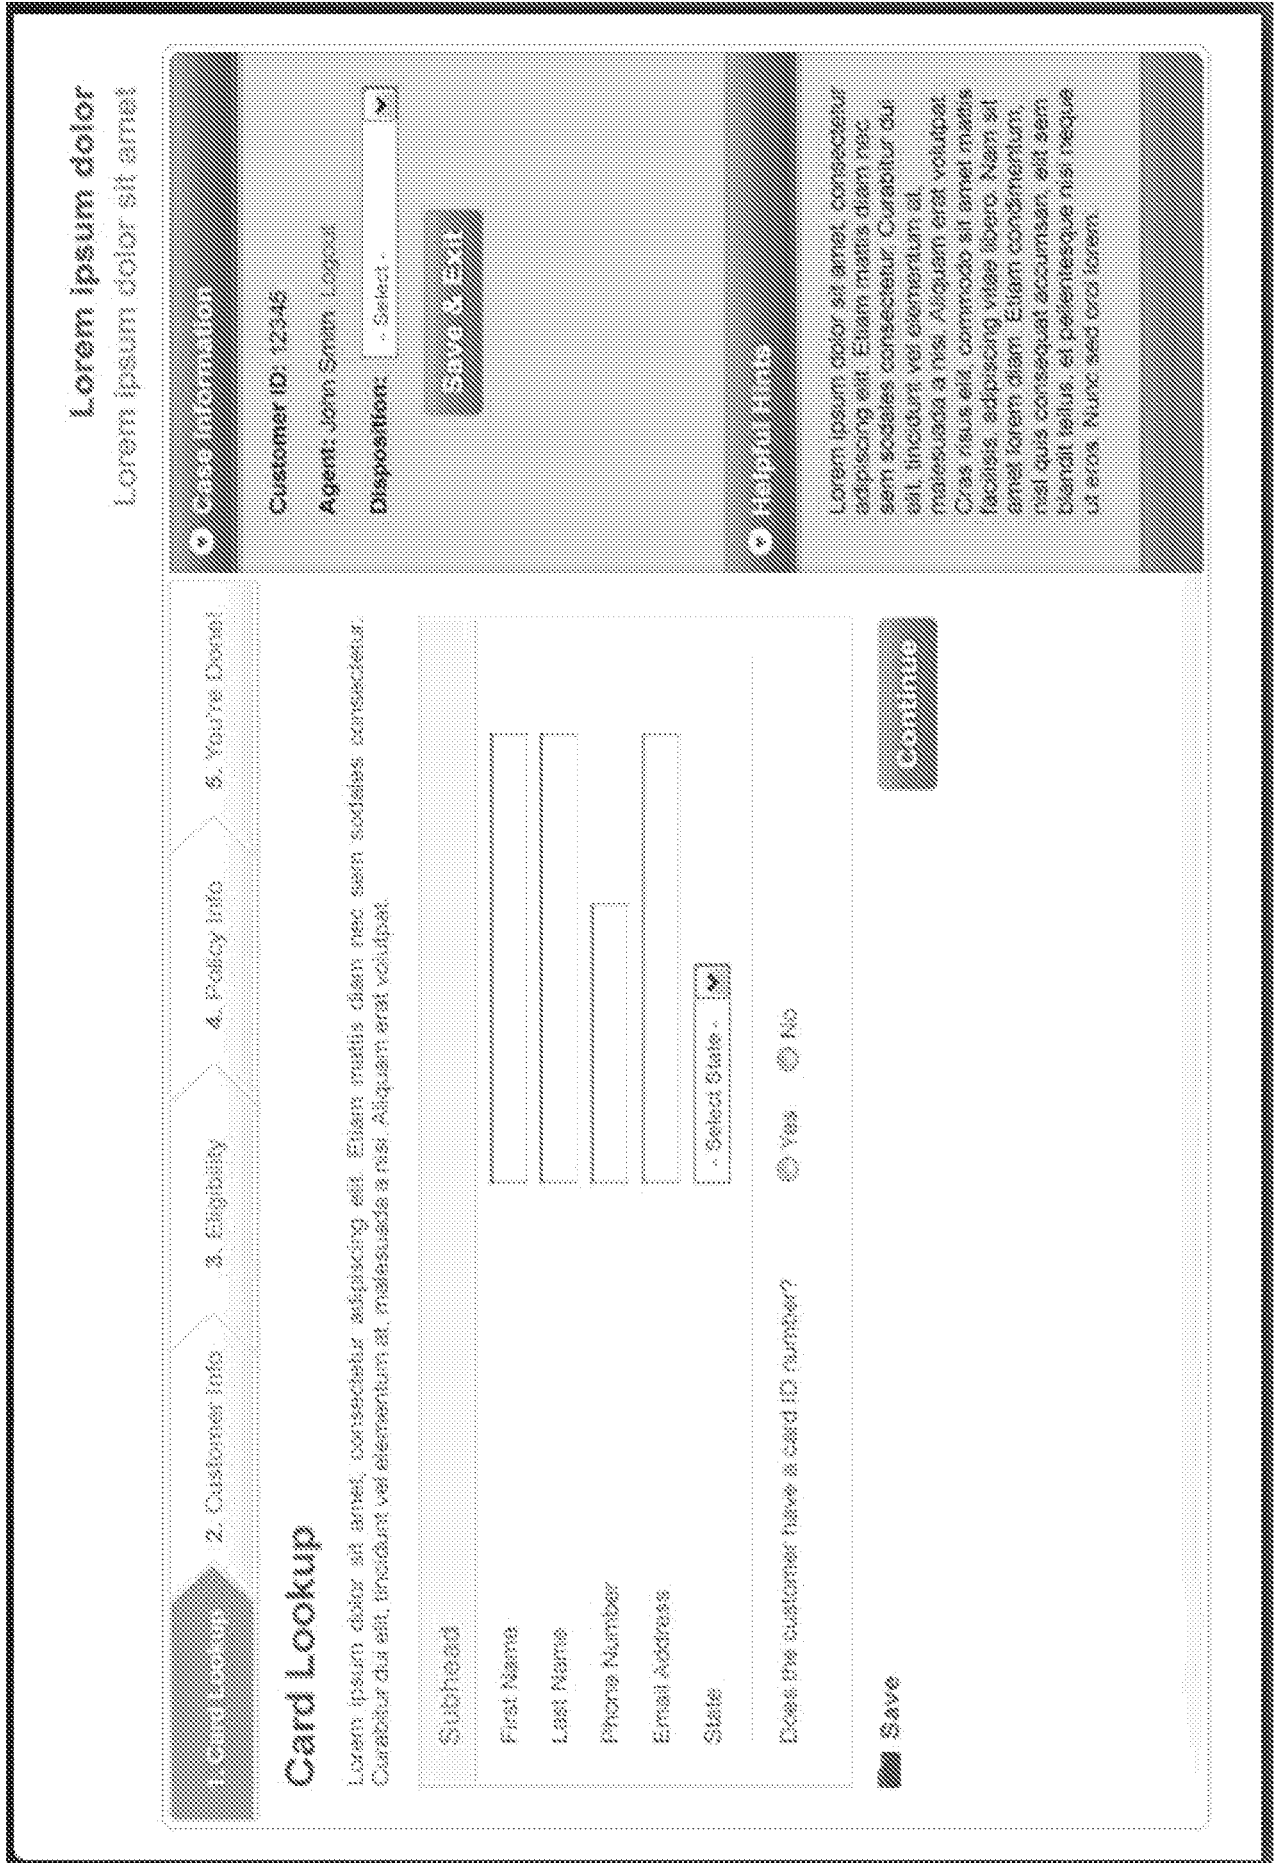 Lorem ipsum dolor
Lorem ipsum dolor sit amet
1. Card Lookup
2. Customer Info
3. Eligibility
4. Policy Info
5. You're Done!
Card Lookup
Lorem ipsum dolor sit amet, consectetur adipiscing elit. Etiam mattis diam nec sem sodales consectetur.
Curabitur dui elit, tincidunt vel elementum at, malesuada a nisi. Aliquam erat volutpat.
Subhead
First Name
Last Name
Phone Number
Email Address
State
- Select State -
Does the customer have a card ID number?
Yes
No
Save
Continue
Case Information
Customer ID: 12345
Agent: John Smith Logout
Disposition:
- Select -
Save & Exit
Helpful Hints
Lorem ipsum dolor sit amet, consectetur
adipiscing elit. Etiam mattis diam nec
sem sodales consectetur. Curabitur dui
elit, tincidunt vel elementum at,
malesuada a nisi. Aliquam erat volutpat.
Cras risus elit, commodo sit amet mattis
facilisis, adipiscing vitae libero. Nam sit
amet lorem diam. Etiam condimentum,
nisl quis consequat accumsan, elit sem
blandit tellus, et pellentesque nisi neque
ut eros. Nunc sed orci lorem.